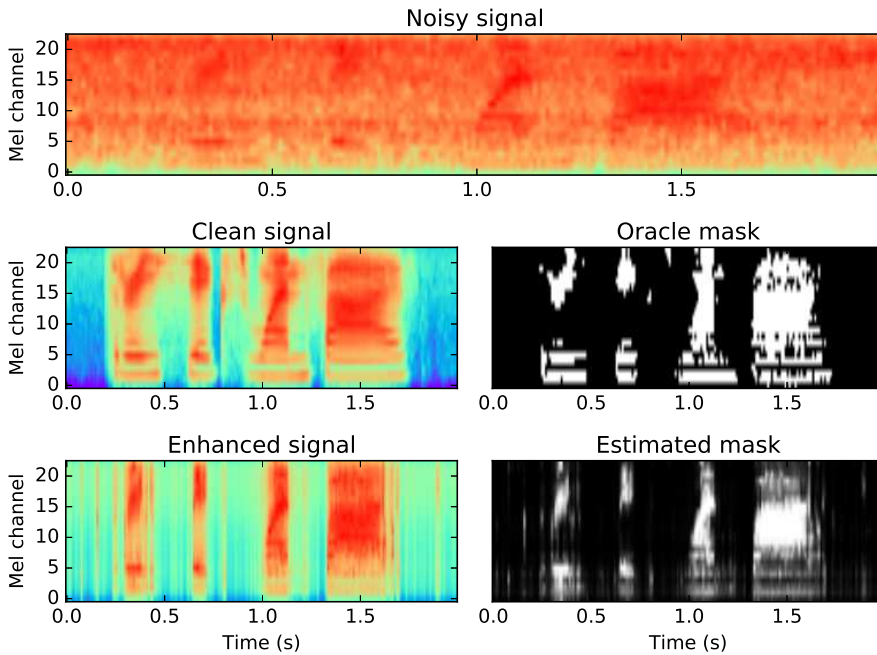 Noisy signal
Mel channel
20
15
10
5
0
0.0 0.5 1.0 1.5
Clean signal
Mel channel
20
15
10
5
0
0.0 0.5 1.0 1.5
Oracle mask
0.0 0.5 1.0 1.5
Enhanced signal
Mel channel
20
15
10
5
0
0.0 0.5 1.0 1.5
Time (s)
Estimated mask
0.0 0.5 1.0 1.5
Time (s)